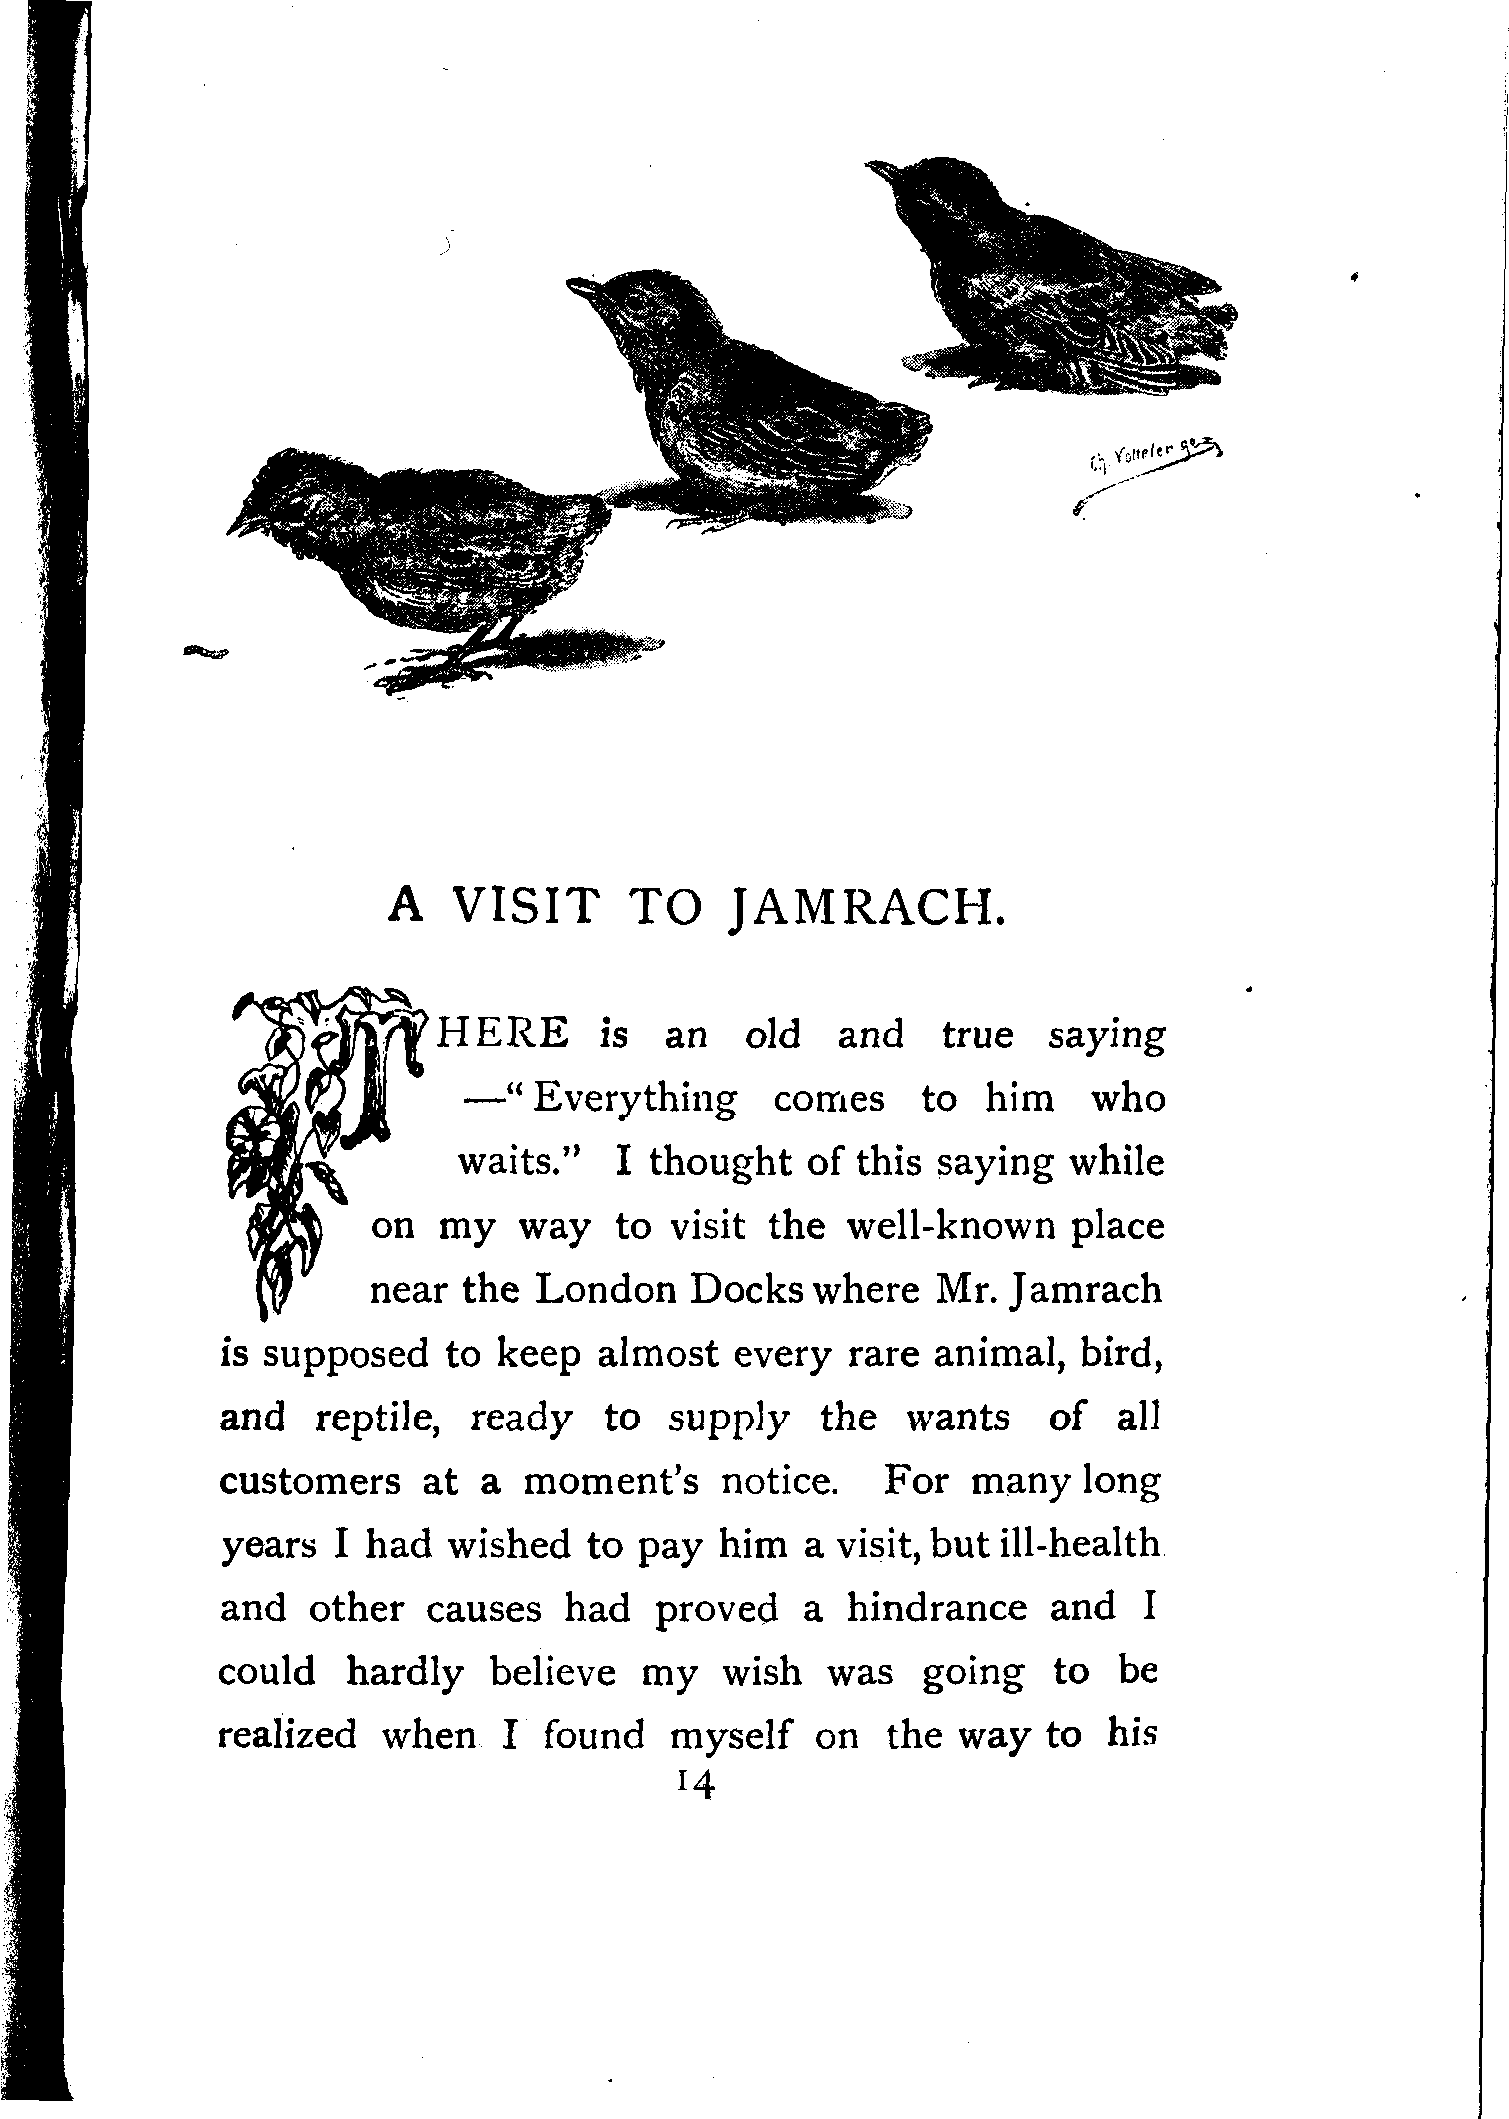 A VISIT TO JAMRACH.
THERE is an old and true saying
—“Everything comes to him who
waits.” I thought of this saying while
on my way to visit the well-known place
near the London Docks where Mr. Jamrach
is supposed to keep almost every rare animal, bird,
and reptile, ready to supply the wants of all
customers at a moment's notice. For many long
years I had wished to pay him a visit, but ill-health
and other causes had proved a hindrance and I
could hardly believe my wish was going to be
realized when I found myself on the way to his
14